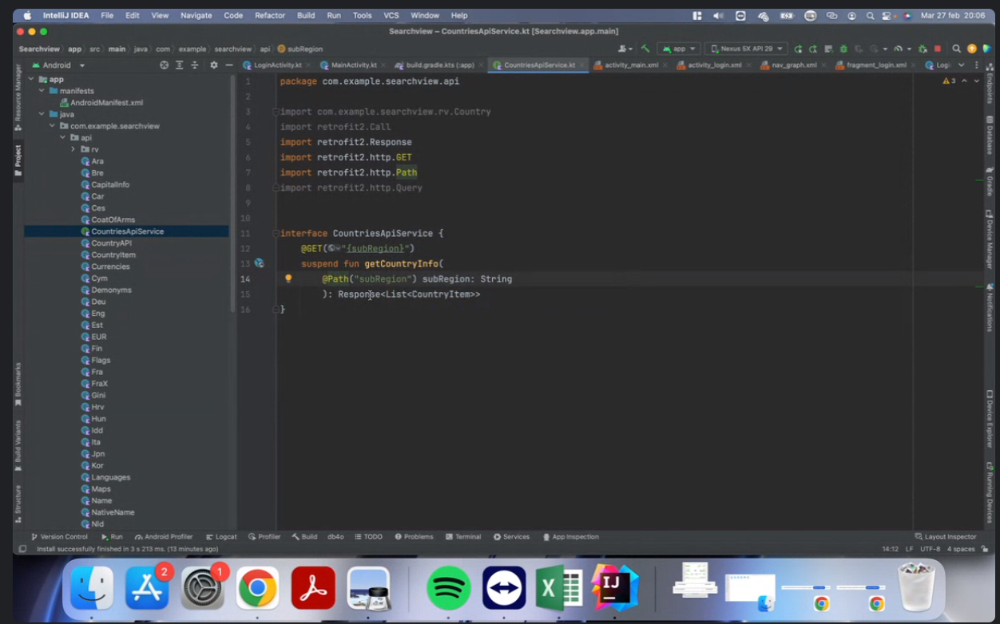 IntelliJ IDEA File Edit View Navigate Code Refactor Build Run Tools VCS Window Help Mar 27 feb 20:06
Searchview – CountriesApiService.kt [Searchview.app.main]
Searchview app src main java com example searchview api subRegion app Nexus 5X API 29
Android LoginActivity.kt MainActivity.kt build.gradle.kts (:app) CountriesApiService.kt activity_main.xml activity_login.xml nav_graph.xml fragment_login.xml Logi
Resource Manager
Project
Bookmarks
Build Variants
Structure
app
manifests
AndroidManifest.xml
java
com.example.searchview
api
rv
Ara
Bre
CapitalInfo
Car
Ces
CoatOfArms
CountriesApiService
CountryAPI
CountryItem
Currencies
Cym
Demonyms
Deu
Eng
Est
EUR
Fin
Flags
Fra
FraX
Gini
Hrv
Hun
Idd
Ita
Jpn
Kor
Languages
Maps
Name
NativeName
Nld
1 package com.example.searchview.api
2
3 import com.example.searchview.rv.Country
4 import retrofit2.Call
5 import retrofit2.Response
6 import retrofit2.http.GET
7 import retrofit2.http.Path
8 import retrofit2.http.Query
9
10
11 interface CountriesApiService {
12 @GET("{subRegion}")
13 suspend fun getCountryInfo(
14 @Path("subRegion") subRegion: String
15 ): Response<List<CountryItem>>
16 }
3
Endpoints
Database
Gradle
Device Manager
Notifications
Device Explorer
Running Devices
Version Control Run Android Profiler Logcat Profiler Build db4o TODO Problems Terminal Services App Inspection Layout Inspector
Install successfully finished in 3 s 213 ms. (13 minutes ago) 14:12 LF UTF-8 4 spaces
2
1
X
IJ